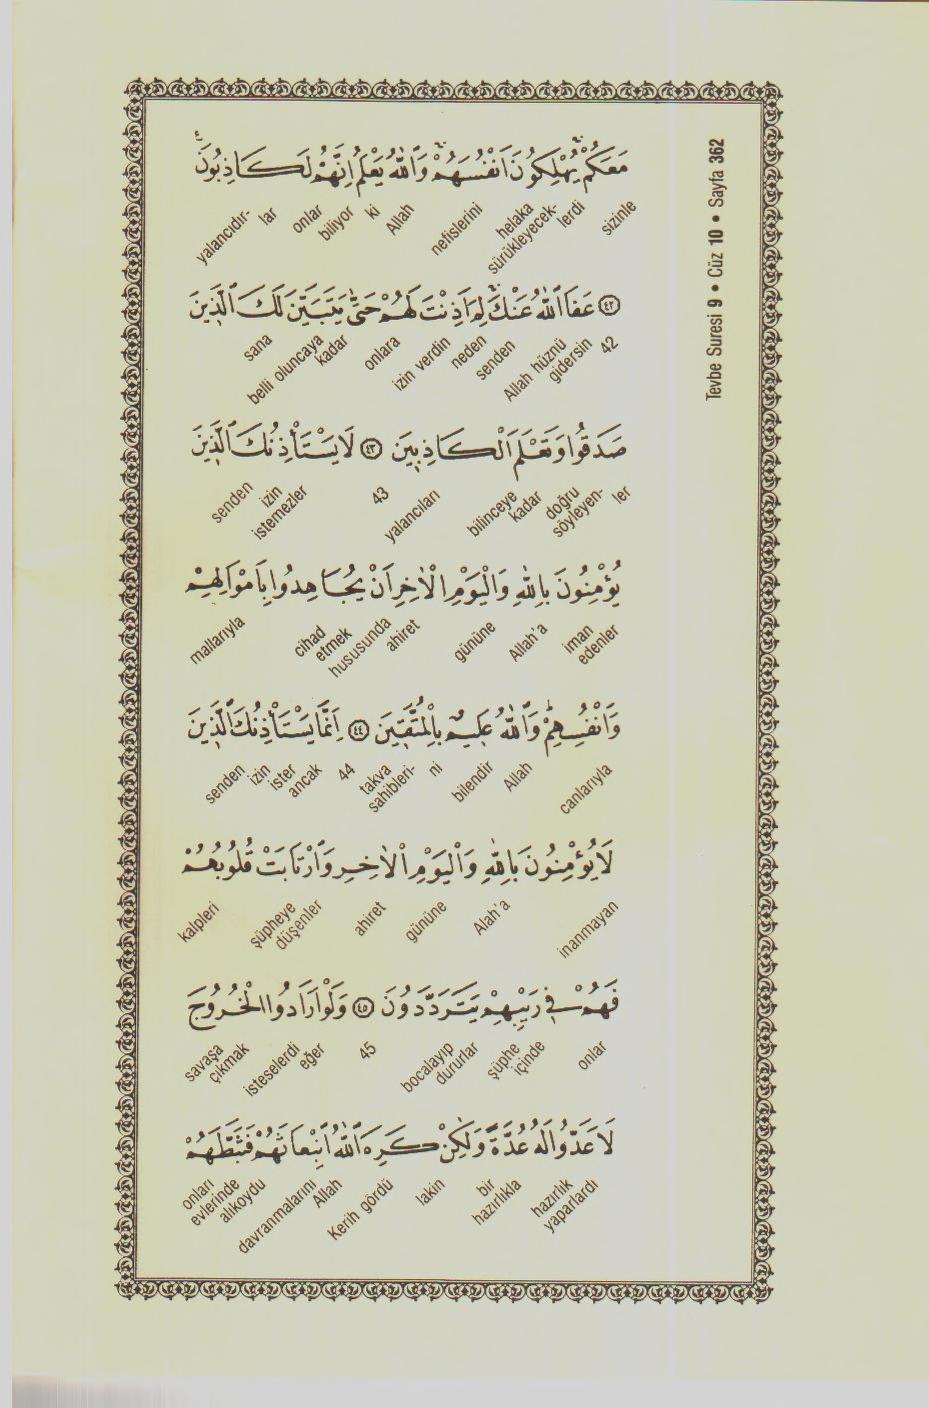 Tevbe Suresi 9 • Cüz 10 • Sayfa 362
مَعَكُمْ يُهْلِكُونَ اَنْفُسَهُمْ وَاللّٰهُ يَعْلَمُ اِنَّهُمْ لَكَاذِبُونَ
sizinle helaka sürükleyecek- lerdi nefislerini Allah ki biliyor onlar yalancıdır- lar
﴿٤٢﴾ عَفَا اللّٰهُ عَنْكَ لِمَ اَذِنْتَ لَهُمْ حَتّٰى يَتَبَيَّنَ لَكَ الَّذِينَ
42 Allah hüznü gidersin senden neden izin verdin onlara belli oluncaya kadar sana
صَدَقُوا وَتَعْلَمَ الْكَاذِبِينَ ﴿٤٣﴾ لَا يَسْتَأْذِنُكَ الَّذِينَ
doğru söyleyen- ler bilinceye kadar yalancıları 43 izin istemezler senden
يُؤْمِنُونَ بِاللّٰهِ وَالْيَوْمِ الْاٰخِرِ اَنْ يُجَاهِدُوا بِاَمْوَالِهِمْ
iman edenler Allah'a gününe ahiret cihad etmek hususunda mallarıyla
وَاَنْفُسِهِمْ وَاللّٰهُ عَلِيمٌ بِالْمُتَّقِينَ ﴿٤٤﴾ اِنَّمَا يَسْتَأْذِنُكَ الَّذِينَ
canlarıyla Allah bilendir takva sahibleri- ni 44 ancak ister izin senden
لَا يُؤْمِنُونَ بِاللّٰهِ وَالْيَوْمِ الْاٰخِرِ وَارْتَابَتْ قُلُوبُهُمْ
inanmayan Alah'a gününe ahiret şüpheye düşenler kalpleri
فَهُمْ فِي رَيْبِهِمْ يَتَرَدَّدُونَ ﴿٤٥﴾ وَلَوْ اَرَادُوا الْخُرُوجَ
onlar şüphe içinde bocalayıp dururlar 45 eğer isteselerdi savaşa çıkmak
لَاَعَدُّوا لَهُ عُدَّةً وَلٰكِنْ كَرِهَ اللّٰهُ انْبِعَاثَهُمْ فَثَبَّطَهُمْ
hazırlık yaparlardı bir hazırlıkla lakin Kerih gördü Allah davranmalarını onları evlerinde alıkoydu